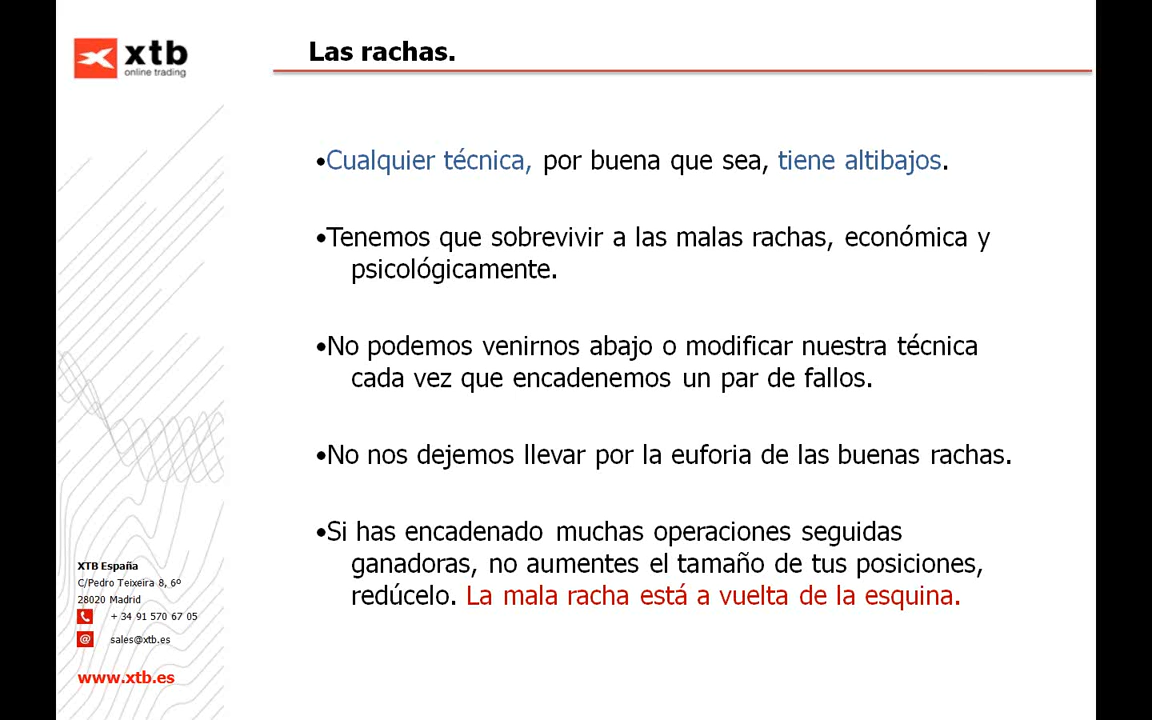 xtb
online trading
Las rachas.
•Cualquier técnica, por buena que sea, tiene altibajos.
•Tenemos que sobrevivir a las malas rachas, económica y
psicológicamente.
•No podemos venirnos abajo o modificar nuestra técnica
cada vez que encadenemos un par de fallos.
•No nos dejemos llevar por la euforia de las buenas rachas.
•Si has encadenado muchas operaciones seguidas
ganadoras, no aumentes el tamaño de tus posiciones,
redúcelo. La mala racha está a vuelta de la esquina.
XTB España
C/Pedro Teixeira 8, 6º
28020 Madrid
+ 34 91 570 67 05
@ sales@xtb.es
www.xtb.es